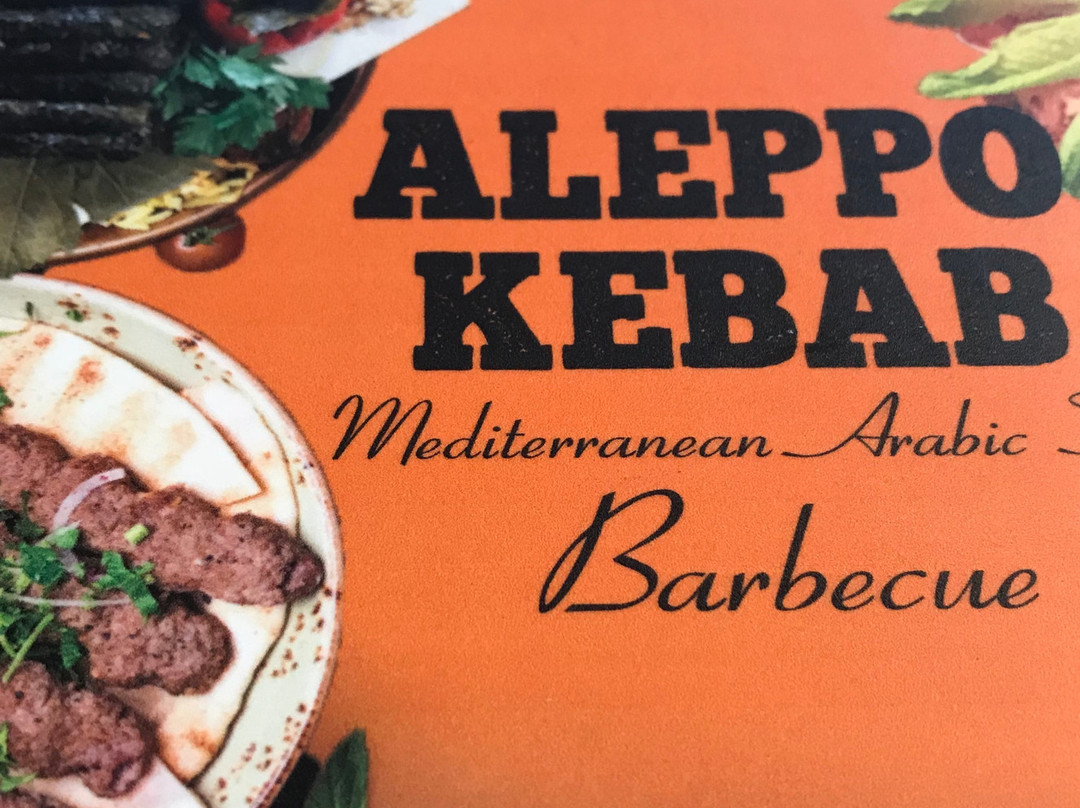 ALEPPO
KEBAB
Mediterranean Arabic
Barbecue